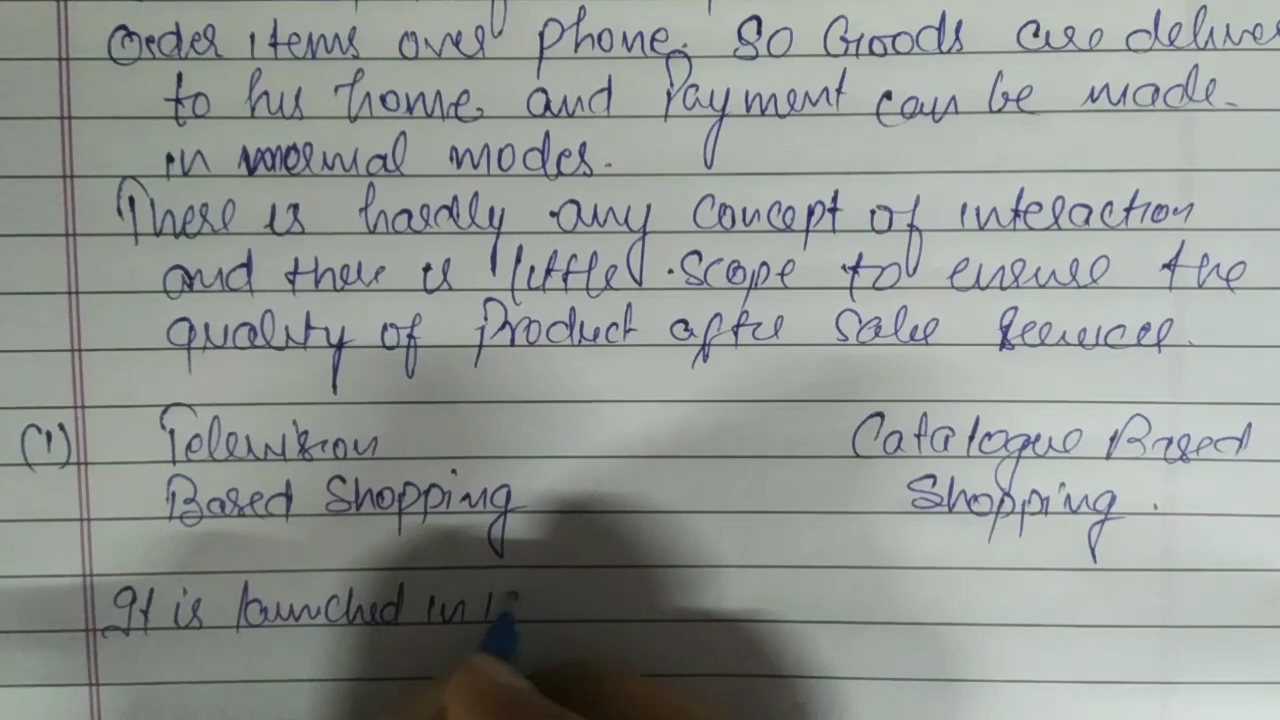 Order items over phone. So Goods are deliver
to his home and Payment can be made.
in normal modes.
There is hardly any concept of interaction
and there is little scope to ensure the
quality of Product after sale services.
(1) Television Catalogue Based
Based Shopping Shopping.
It is launched in 1